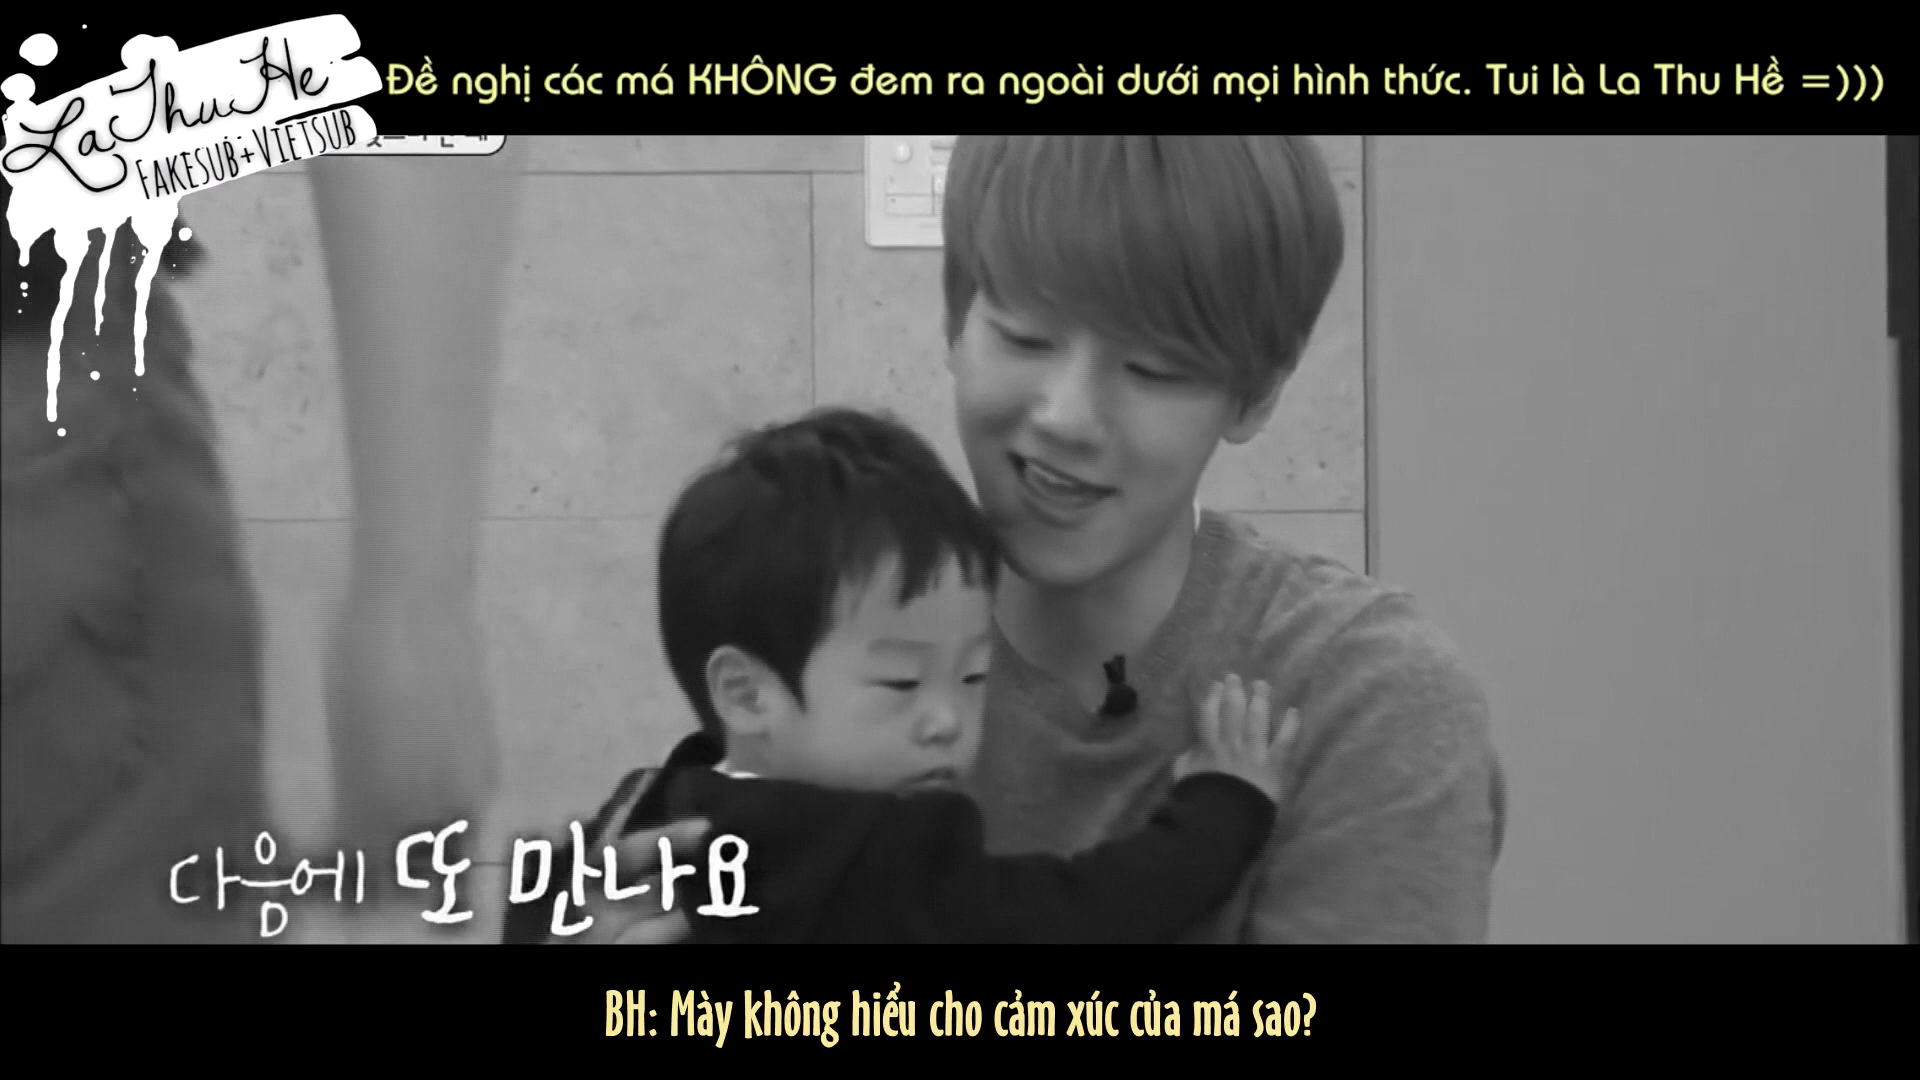 Đề nghị các má KHÔNG đem ra ngoài dưới mọi hình thức. Tui là La Thu Hề =)))
LaThuHe
FAKESUB+VIETSUB
다음에 또 만나요
BH: Mày không hiểu cho cảm xúc của má sao?